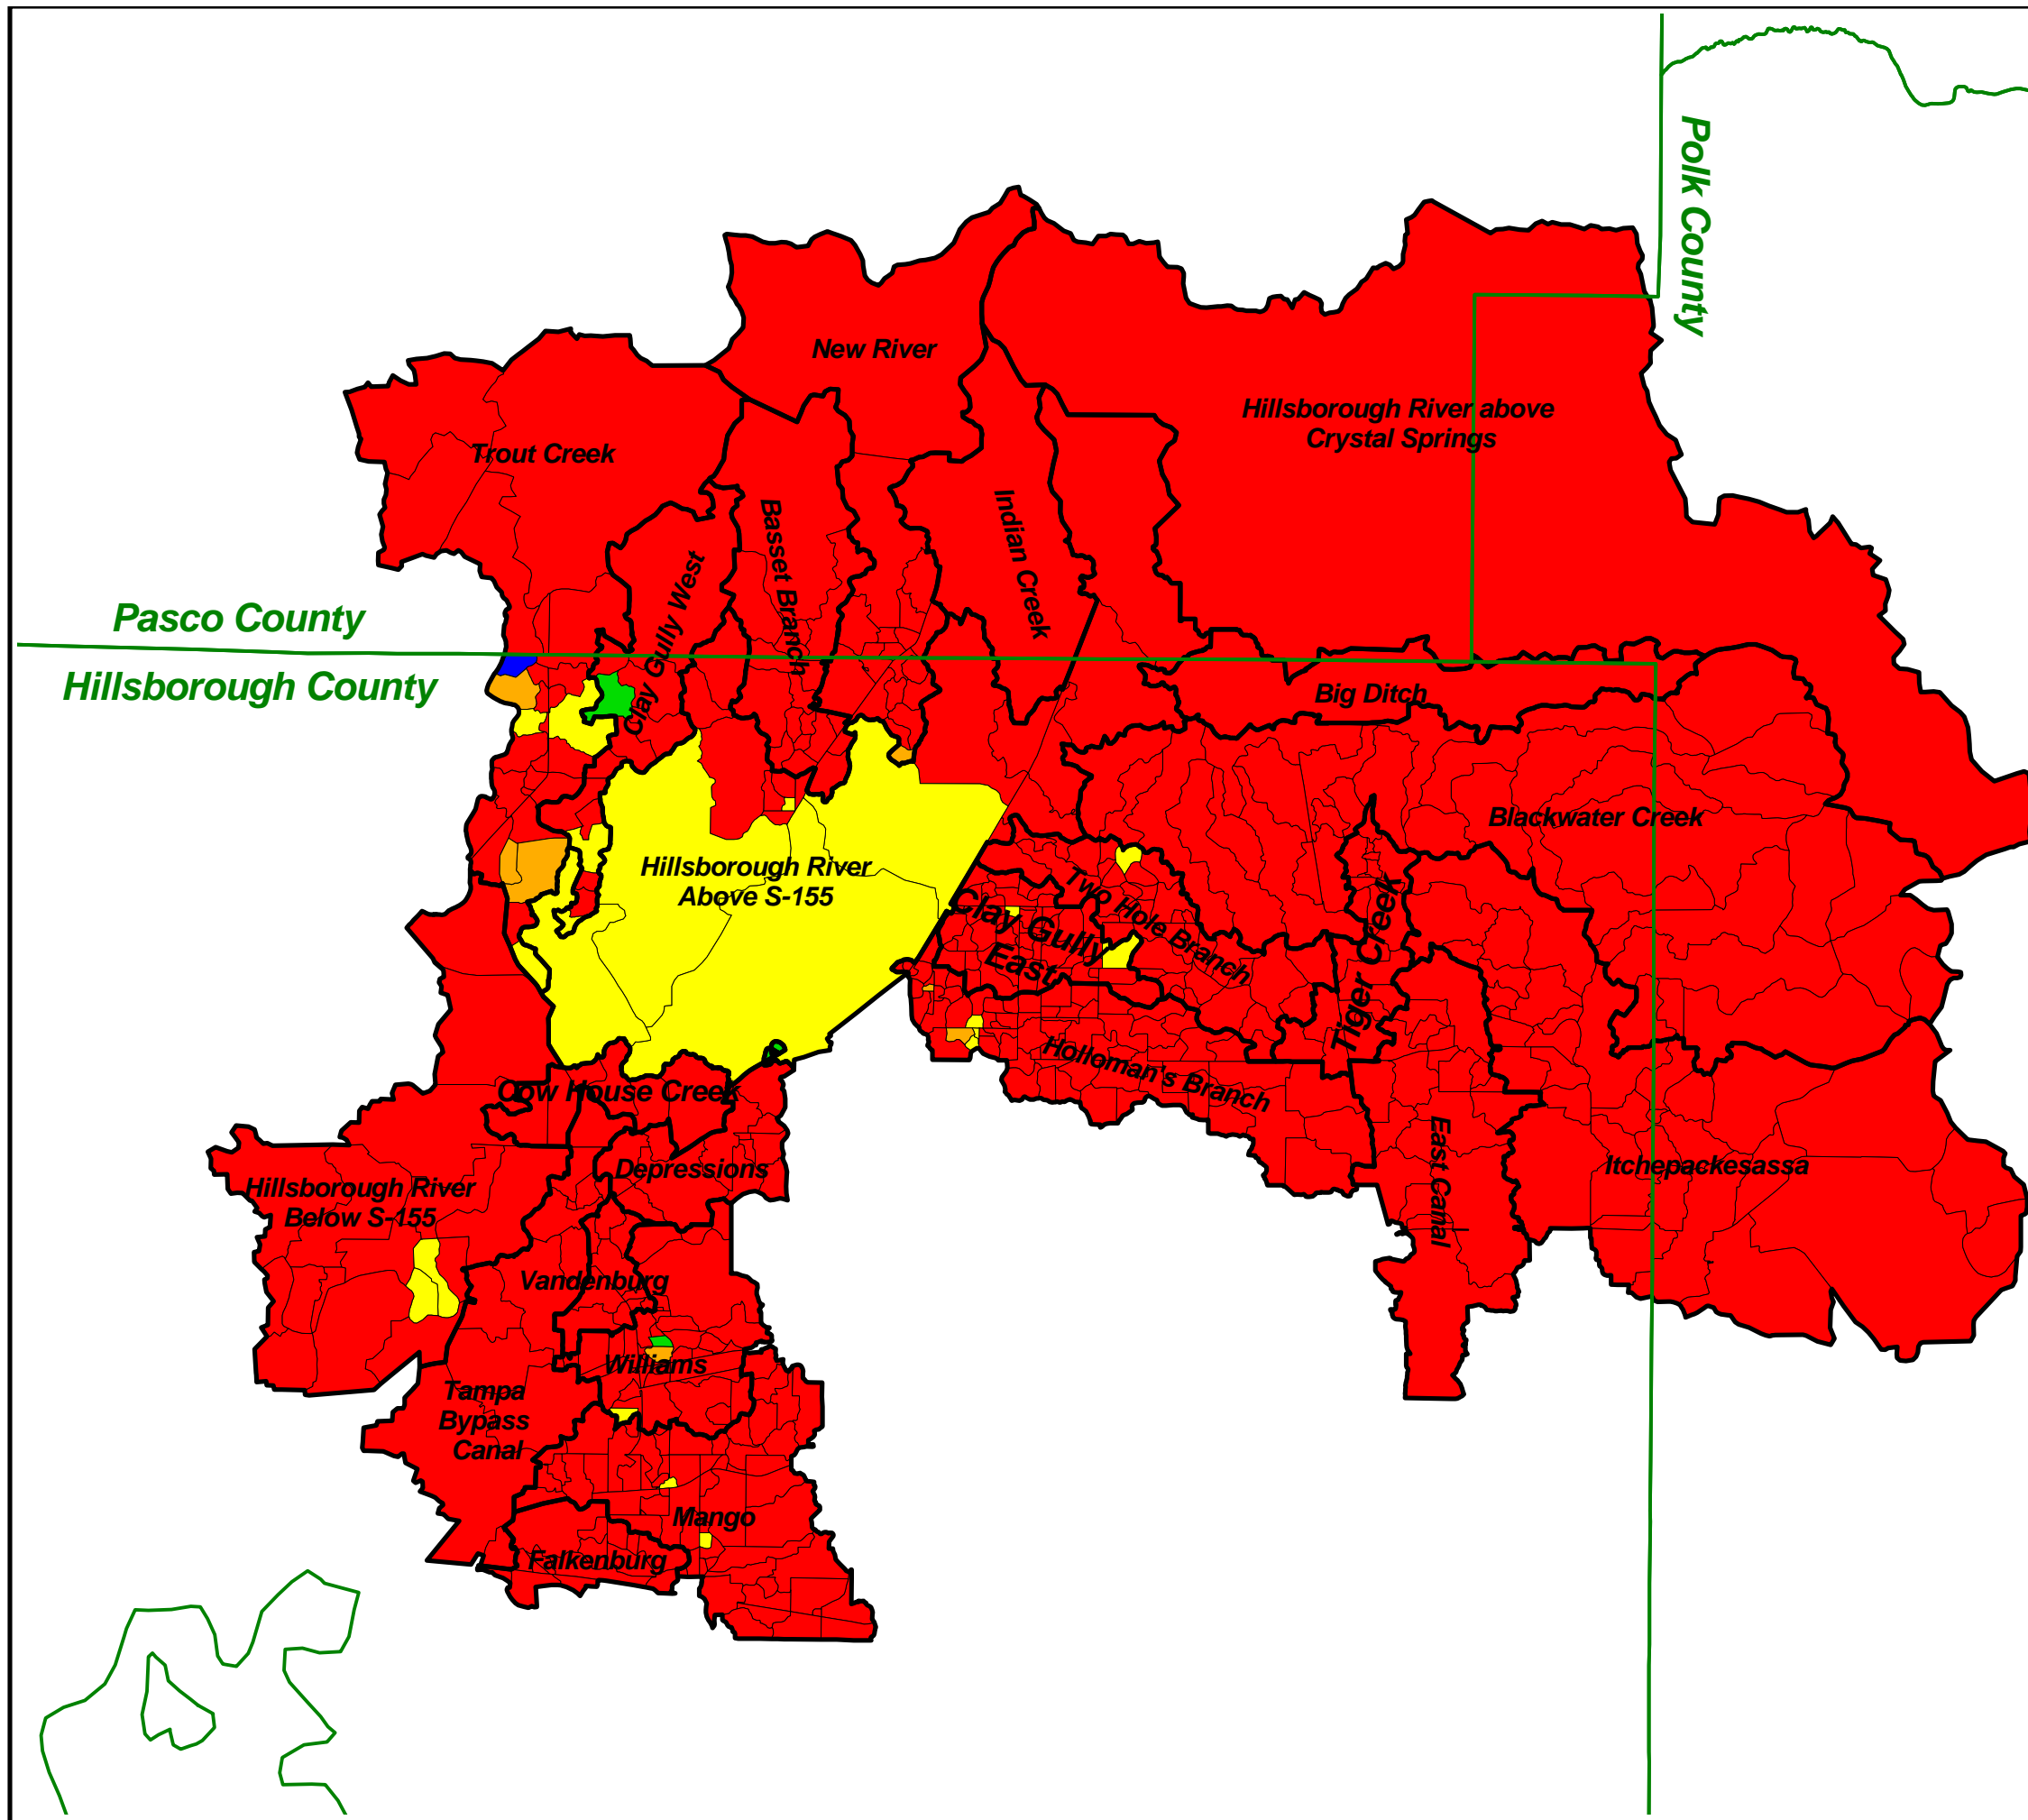 Polk County
New River
Hillsborough River above
Crystal Springs
Trout Creek
Basset Branch
Indian Creek
Clay Gully West
Pasco County
Hillsborough County
Big Ditch
Blackwater Creek
Hillsborough River
Above S-155
Two Hole Branch
Clay Gully
East
Tiger Creek
Holloman's Branch
Cow House Creek
Depressions
East Canal
Itchepackesassa
Hillsborough River
Below S-155
Vandenburg
Williams
Tampa
Bypass
Canal
Mango
Falkenburg